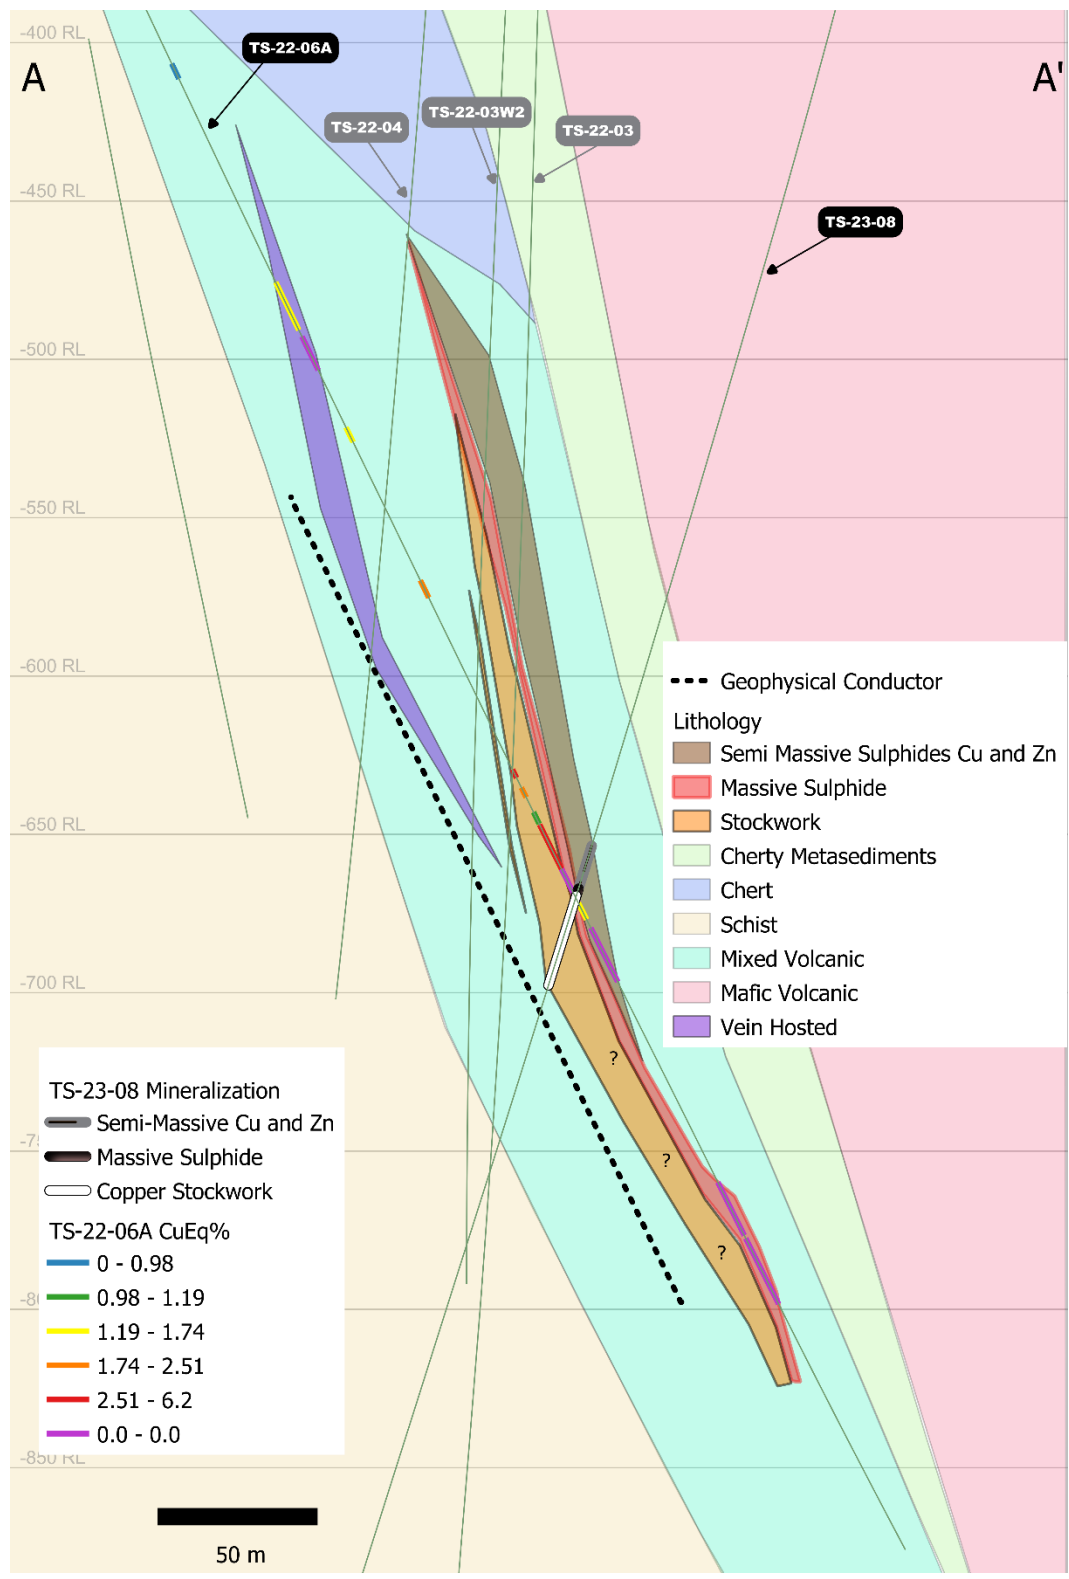 -400 RL
A
TS-22-06A
A'
TS-22-04
TS-22-03W2
TS-22-03
-450 RL
TS-23-08
-500 RL
-550 RL
-600 RL
Geophysical Conductor
Lithology
Semi Massive Sulphides Cu and Zn
Massive Sulphide
Stockwork
Cherty Metasediments
Chert
Schist
Mixed Volcanic
Mafic Volcanic
Vein Hosted
-650 RL
-700 RL
?
?
?
TS-23-08 Mineralization
Semi-Massive Cu and Zn
Massive Sulphide
Copper Stockwork
TS-22-06A CuEq%
0 - 0.98
0.98 - 1.19
1.19 - 1.74
1.74 - 2.51
2.51 - 6.2
0.0 - 0.0
-850 RL
50 m